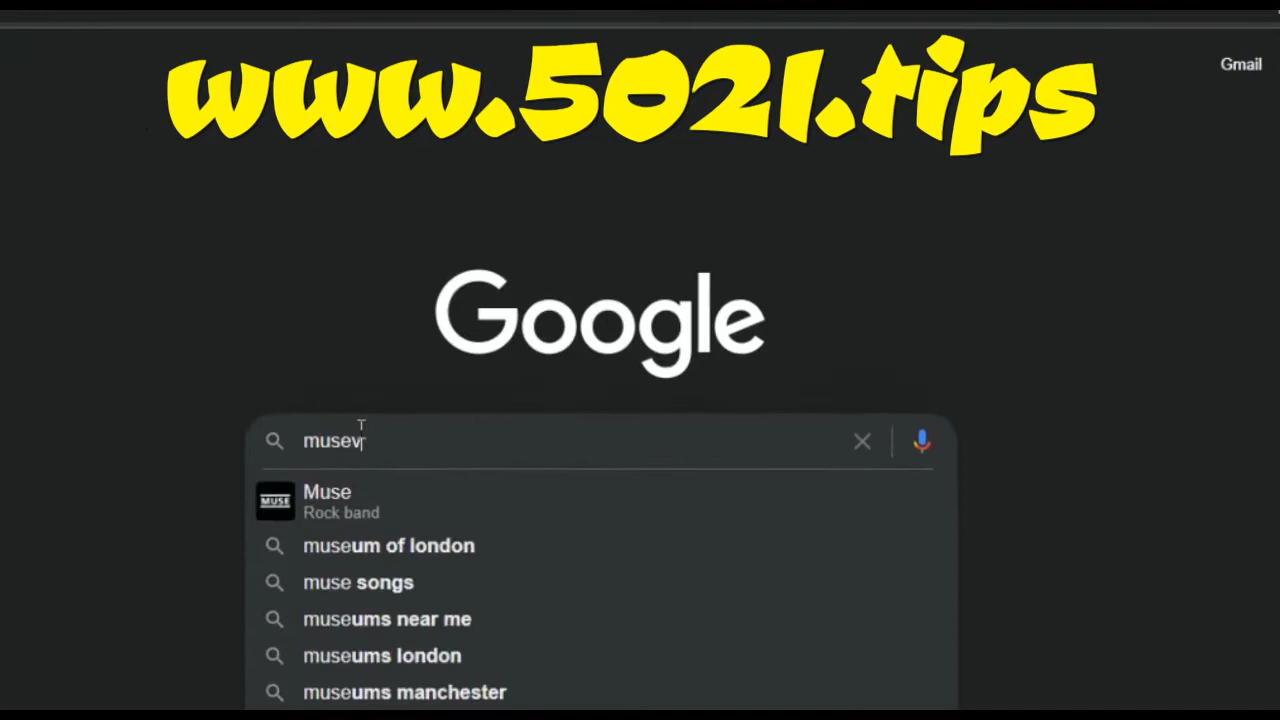 www.5021.tips
Gmail
Google
musev
MUSE
Muse
Rock band
museum of london
muse songs
museums near me
museums london
museums manchester